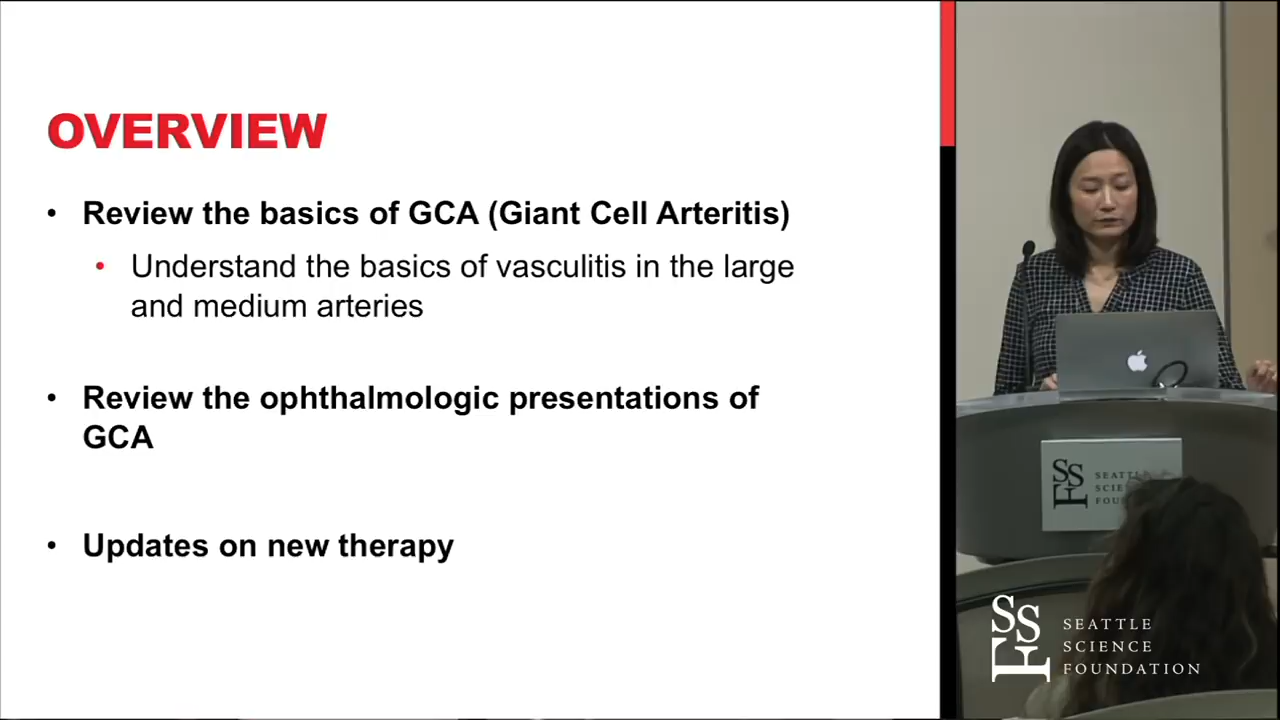 OVERVIEW
• Review the basics of GCA (Giant Cell Arteritis)
• Understand the basics of vasculitis in the large
and medium arteries
• Review the ophthalmologic presentations of
GCA
• Updates on new therapy
SSF
SEATTLE
SCIENCE
FOUNDATION